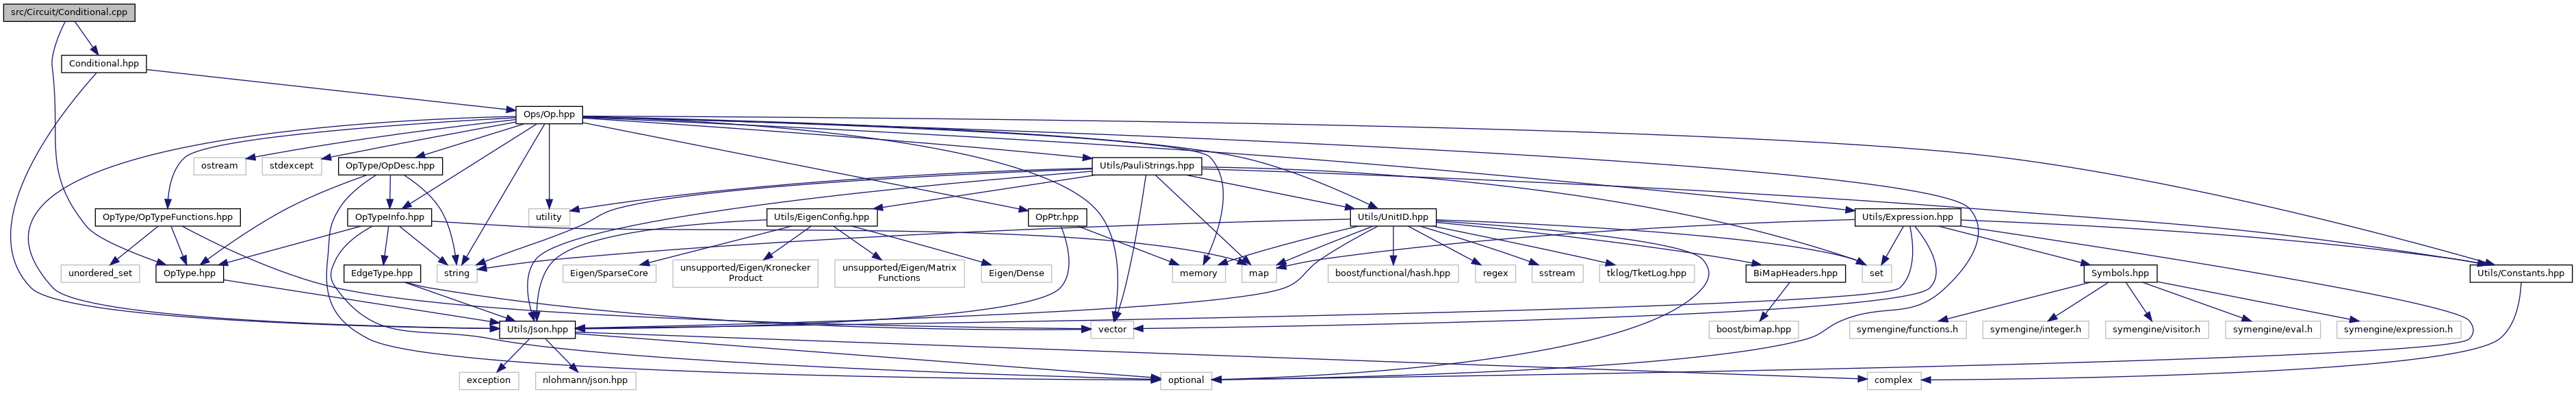 src/Circuit/Conditional.cpp
Conditional.hpp
Ops/Op.hpp
ostream
stdexcept
OpType/OpDesc.hpp
Utils/PauliStrings.hpp
OpType/OpTypeFunctions.hpp
OpTypeInfo.hpp
utility
Utils/EigenConfig.hpp
OpPtr.hpp
Utils/UnitID.hpp
Utils/Expression.hpp
unordered_set
OpType.hpp
EdgeType.hpp
string
Eigen/SparseCore
unsupported/Eigen/Kronecker
Product
unsupported/Eigen/Matrix
Functions
Eigen/Dense
memory
map
boost/functional/hash.hpp
regex
sstream
tklog/TketLog.hpp
BiMapHeaders.hpp
set
Symbols.hpp
Utils/Constants.hpp
Utils/Json.hpp
vector
boost/bimap.hpp
symengine/functions.h
symengine/integer.h
symengine/visitor.h
symengine/eval.h
symengine/expression.h
exception
nlohmann/json.hpp
optional
complex